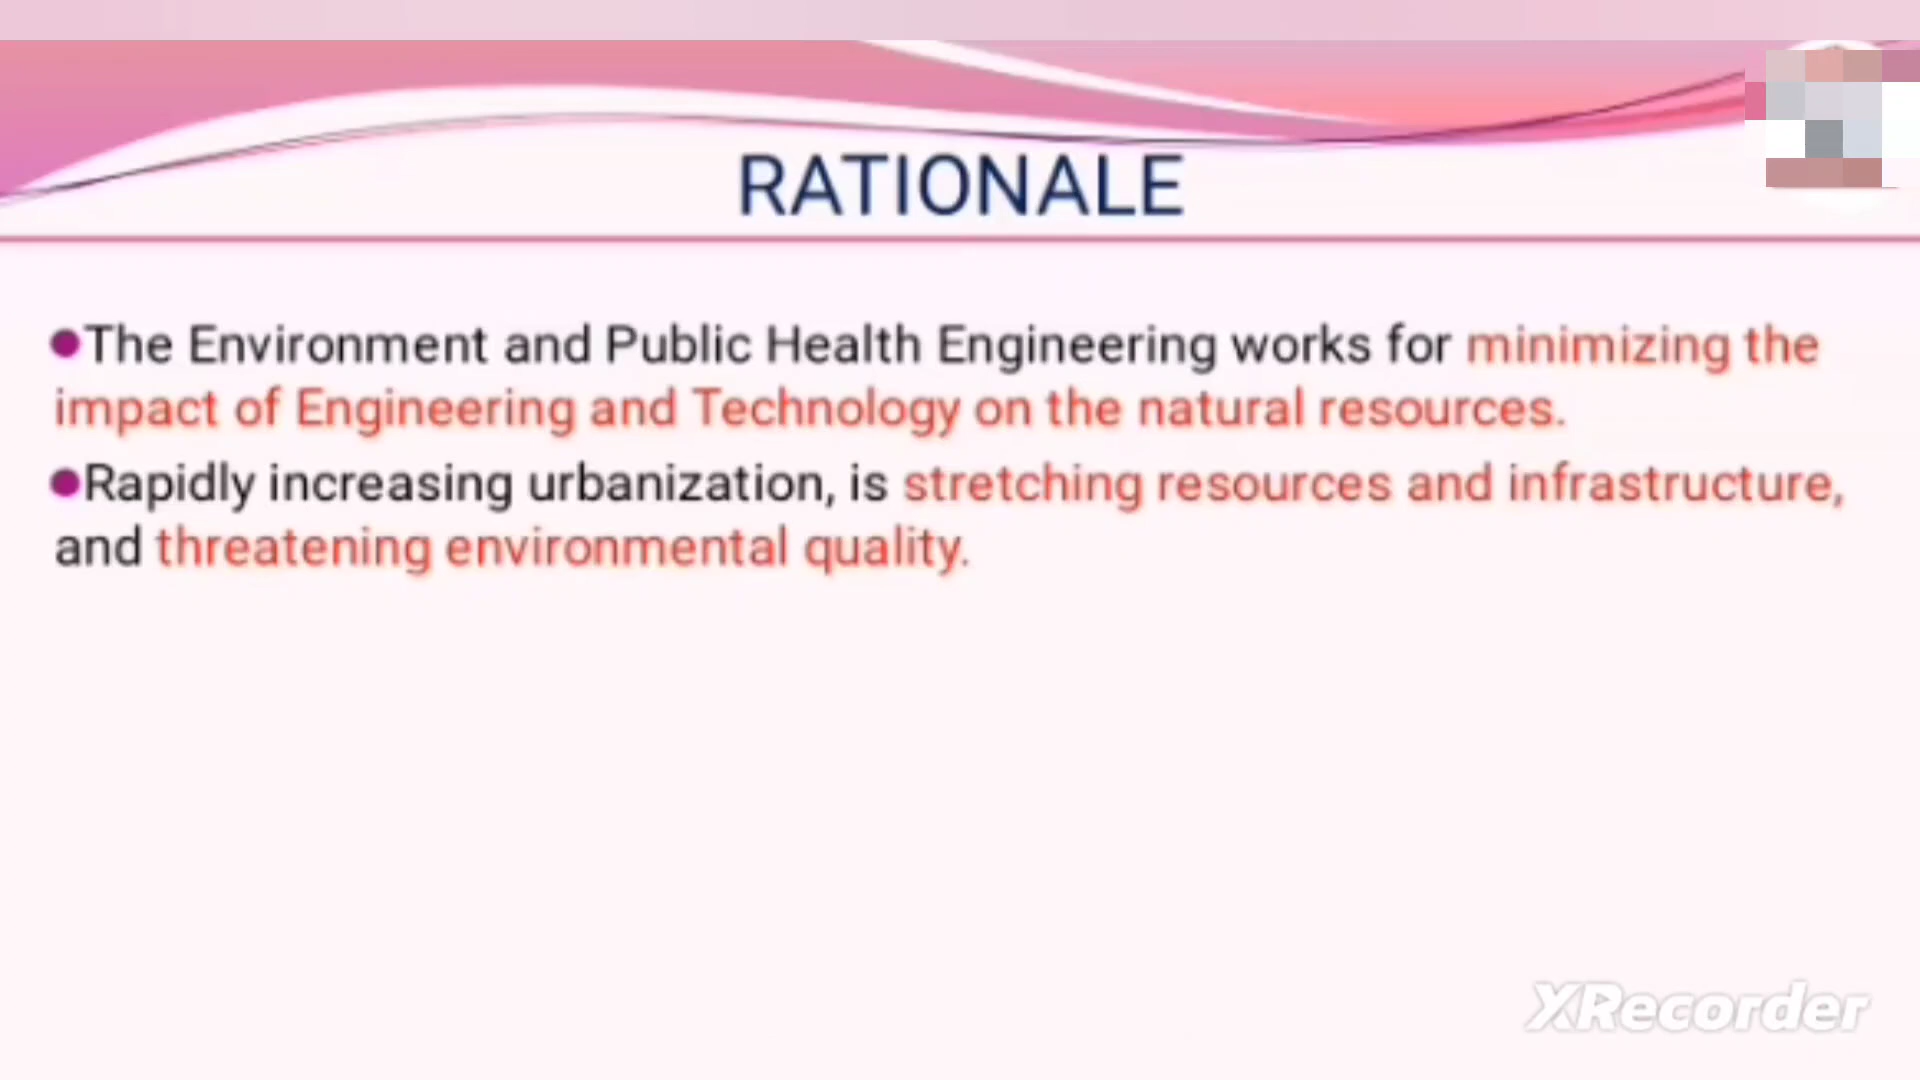 RATIONALE
●The Environment and Public Health Engineering works for minimizing the
impact of Engineering and Technology on the natural resources.
●Rapidly increasing urbanization, is stretching resources and infrastructure,
and threatening environmental quality.
XRecorder